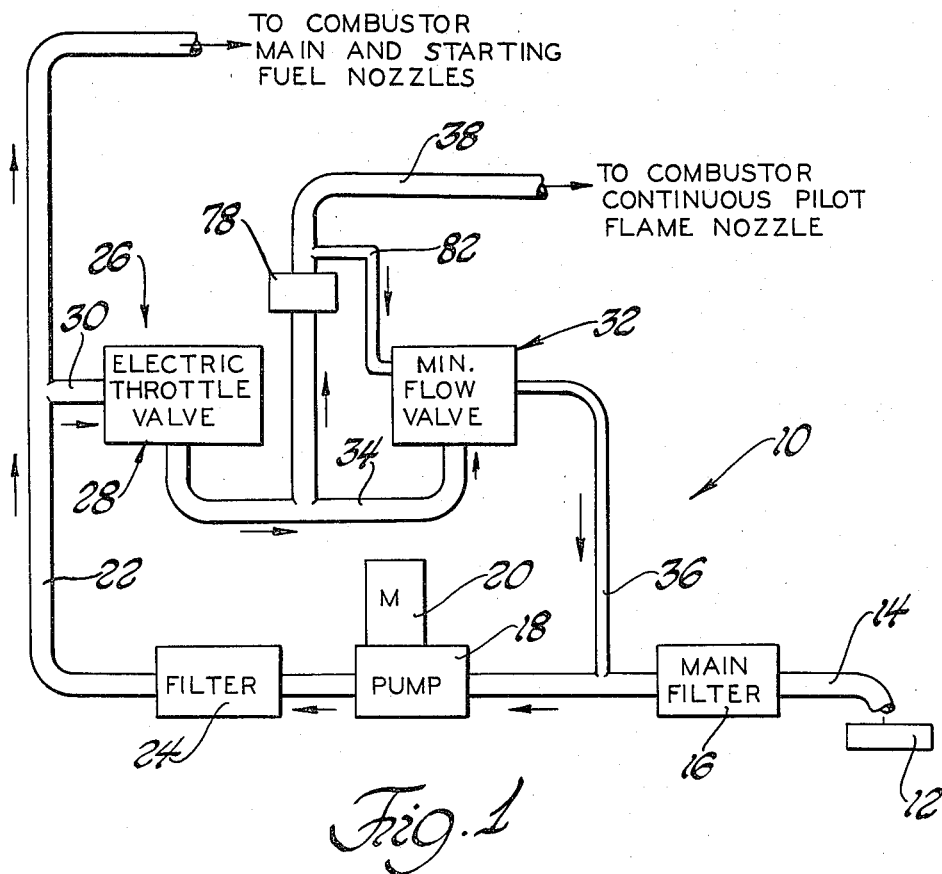 TO COMBUSTOR
MAIN AND STARTING
FUEL NOZZLES
38
TO COMBUSTOR
CONTINUOUS PILOT
FLAME NOZZLE
78
82
26
32
30
ELECTRIC
THROTTLE
VALVE
MIN.
FLOW
VALVE
34
10
28
22
M
20
18
36
14
FILTER
PUMP
MAIN
FILTER
24
16
12
Fig. 1